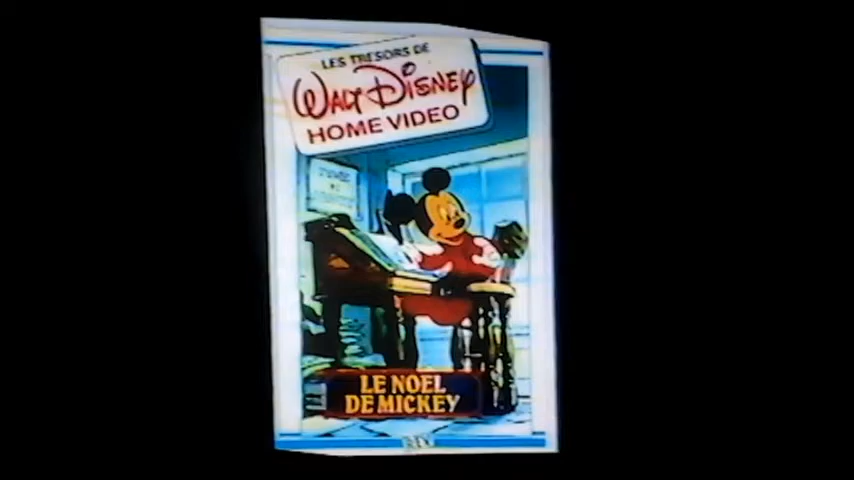 LES TRESORS DE
WALT DISNEY
HOME VIDEO
LE NOEL
DE MICKEY